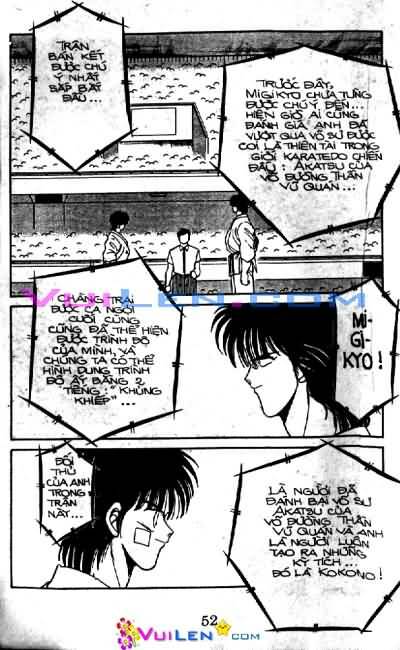 TRẬN
BÁN KẾT
ĐƯỢC CHÚ
Ý NHẤT
SẮP BẮT
ĐẦU...
TRƯỚC ĐÂY,
MIGIKYO CHƯA TỪNG
ĐƯỢC CHÚ Ý ĐẾN...
HIỆN GIỜ AI CŨNG
ĐÁNH GIÁ ANH ĐÃ
VƯỢT QUA VÕ SƯ ĐƯỢC
COI LÀ THIÊN TÀI TRONG
GIỚI KARATEDO CHIẾN
ĐẤU: AKATSU CỦA
VÕ ĐƯỜNG THẦN
VŨ QUAN...
CHÀNG TRAI
ĐƯỢC CA NGỢI
CUỐI CÙNG
CŨNG ĐÃ THỂ HIỆN
ĐƯỢC TRÌNH ĐỘ
CỦA MÌNH, VÀ
CHÚNG TA CÓ THỂ
HÌNH DUNG TRÌNH
ĐỘ ẤY BẰNG 2
TIẾNG: "KHỦNG
KHIẾP"...
MI-
GI-
KYO!
VUILEN.COM
ĐỐI
THỦ
CỦA ANH
TRONG
TRẬN
NÀY...
LÀ NGƯỜI ĐÃ
ĐÁNH BẠI VÕ SƯ
AKATSU CỦA
VÕ ĐƯỜNG THẦN
VŨ QUAN VÀ ANH
LÀ NGƯỜI LUÔN
TẠO RA NHỮNG
KỲ TÍCH...
ĐÓ LÀ KOKONO!
52
VUILEN.COM